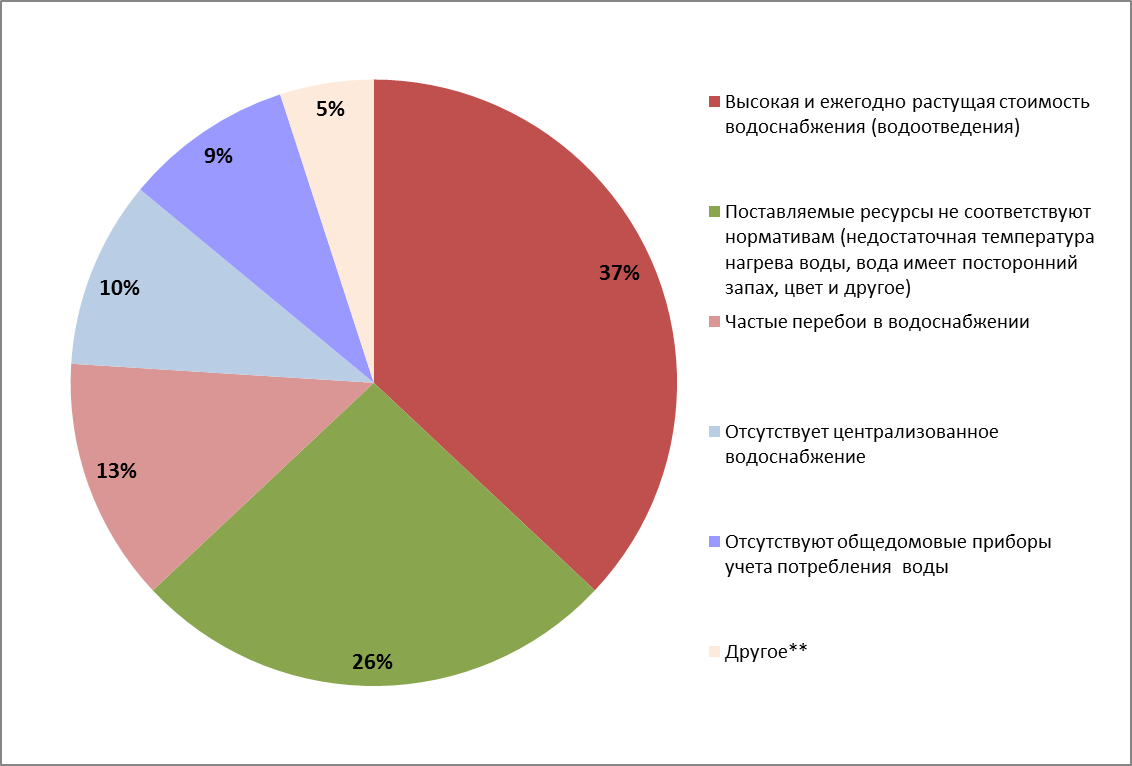 5%
9%
37%
10%
13%
26%
Высокая и ежегодно растущая стоимость
водоснабжения (водоотведения)
Поставляемые ресурсы не соответствуют
нормативам (недостаточная температура
нагрева воды, вода имеет посторонний
запах, цвет и другое)
Частые перебои в водоснабжении
Отсутствует централизованное
водоснабжение
Отсутствуют общедомовые приборы
учета потребления  воды
Другое**